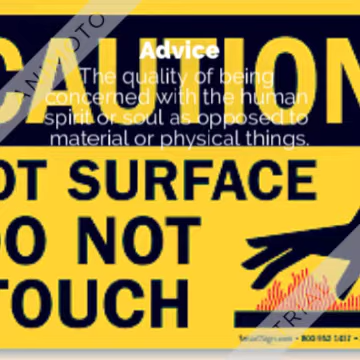 CAUTION
Advice
The quality of being
concerned with the human
spirit or soul as opposed to
material or physical things.
OT SURFACE
DO NOT
TOUCH